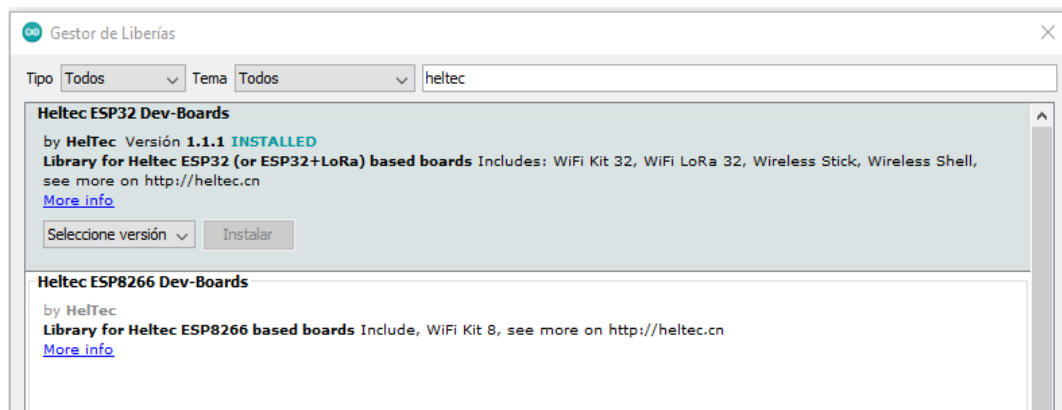 Gestor de Liberías
Tipo Todos Tema Todos heltec
Heltec ESP32 Dev-Boards
by HelTec Versión 1.1.1 INSTALLED
Library for Heltec ESP32 (or ESP32+LoRa) based boards Includes: WiFi Kit 32, WiFi LoRa 32, Wireless Stick, Wireless Shell,
see more on http://heltec.cn
More info
Seleccione versión Instalar
Heltec ESP8266 Dev-Boards
by HelTec
Library for Heltec ESP8266 based boards Include, WiFi Kit 8, see more on http://heltec.cn
More info